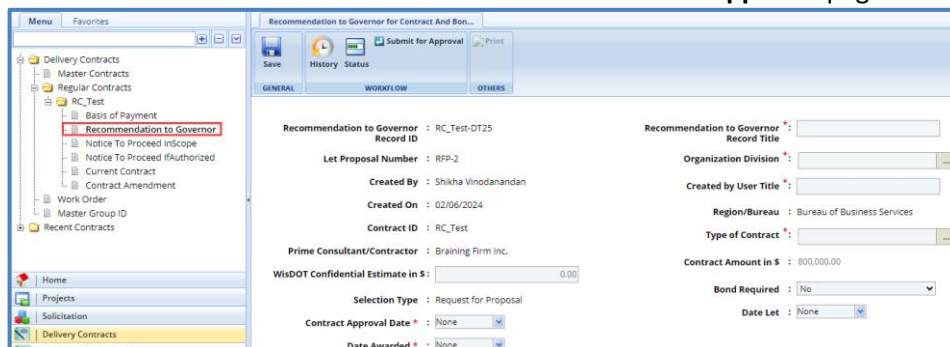 Menu Favorites
Delivery Contracts
Master Contracts
Regular Contracts
RC_Test
Basis of Payment
Recommendation to Governor
Notice To Proceed InScope
Notice To Proceed IfAuthorized
Current Contract
Contract Amendment
Work Order
Master Group ID
Recent Contracts
Home
Projects
Solicitation
Delivery Contracts
Recommendation to Governor for Contract And Bon...
Save
History Status
Submit for Approval
Print
GENERAL WORKFLOW OTHERS
Recommendation to Governor Record ID : RC_Test-DT25
Let Proposal Number : RFP-2
Created By : Shikha Vinodanandan
Created On : 02/06/2024
Contract ID : RC_Test
Prime Consultant/Contractor : Braining Firm Inc.
WisDOT Confidential Estimate in $ : 0.00
Selection Type : Request for Proposal
Contract Approval Date * : None
Date Awarded * : None
Recommendation to Governor Record Title * :
Organization Division * : ...
Created by User Title * :
Region/Bureau : Bureau of Business Services
Type of Contract * : ...
Contract Amount in $ : 800,000.00
Bond Required : No
Date Let : None